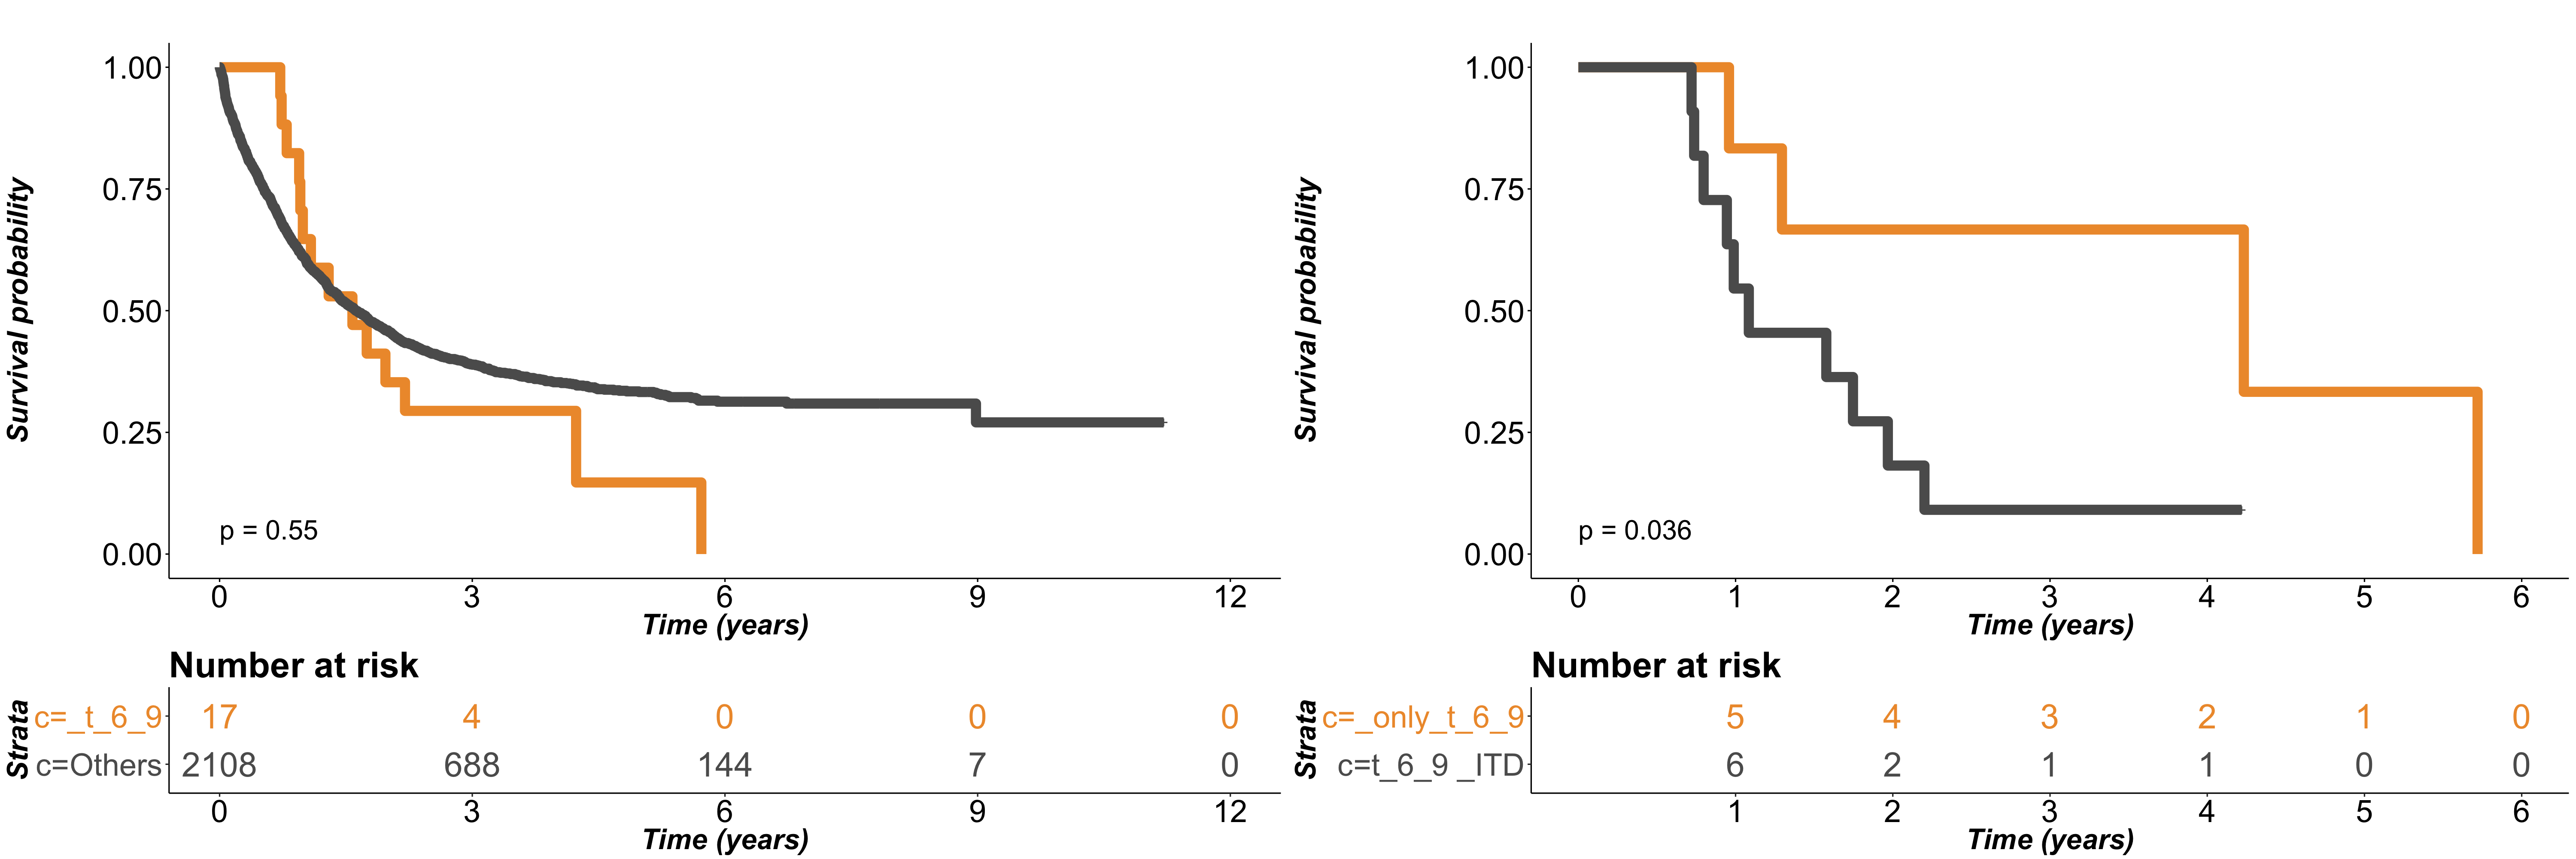 Survival probability
1.00
0.75
0.50
0.25
0.00
p = 0.55
0 3 6 9 12
Time (years)
Number at risk
Strata
c=_t_6_9 17 4 0 0 0
c=Others 2108 688 144 7 0
0 3 6 9 12
Time (years)
Survival probability
1.00
0.75
0.50
0.25
0.00
p = 0.036
0 1 2 3 4 5 6
Time (years)
Number at risk
Strata
c=_only_t_6_9 5 4 3 2 1 0
c=t_6_9 _ITD 6 2 1 1 0 0
1 2 3 4 5 6
Time (years)